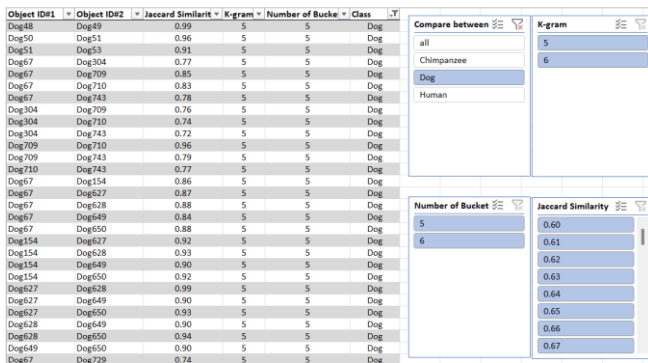 Object ID#1 Object ID#2 Jaccard Similarit K-gram Number of Bucke Class
Dog48 Dog49 0.99 5 5 Dog
Dog50 Dog51 0.96 5 5 Dog
Dog51 Dog53 0.91 5 5 Dog
Dog67 Dog304 0.77 5 5 Dog
Dog67 Dog709 0.85 5 5 Dog
Dog67 Dog710 0.83 5 5 Dog
Dog67 Dog743 0.78 5 5 Dog
Dog304 Dog709 0.76 5 5 Dog
Dog304 Dog710 0.74 5 5 Dog
Dog304 Dog743 0.72 5 5 Dog
Dog709 Dog710 0.96 5 5 Dog
Dog709 Dog743 0.79 5 5 Dog
Dog710 Dog743 0.77 5 5 Dog
Dog67 Dog154 0.86 5 5 Dog
Dog67 Dog627 0.87 5 5 Dog
Dog67 Dog628 0.88 5 5 Dog
Dog67 Dog649 0.84 5 5 Dog
Dog67 Dog650 0.88 5 5 Dog
Dog154 Dog627 0.92 5 5 Dog
Dog154 Dog628 0.93 5 5 Dog
Dog154 Dog649 0.90 5 5 Dog
Dog154 Dog650 0.92 5 5 Dog
Dog627 Dog628 0.99 5 5 Dog
Dog627 Dog649 0.90 5 5 Dog
Dog627 Dog650 0.93 5 5 Dog
Dog628 Dog649 0.90 5 5 Dog
Dog628 Dog650 0.94 5 5 Dog
Dog649 Dog650 0.90 5 5 Dog
Dog67 Dog729 0.74 5 5 Dog
Compare between
all
Chimpanzee
Dog
Human
K-gram
5
6
Number of Bucket
5
6
Jaccard Similarity
0.60
0.61
0.62
0.63
0.64
0.65
0.66
0.67